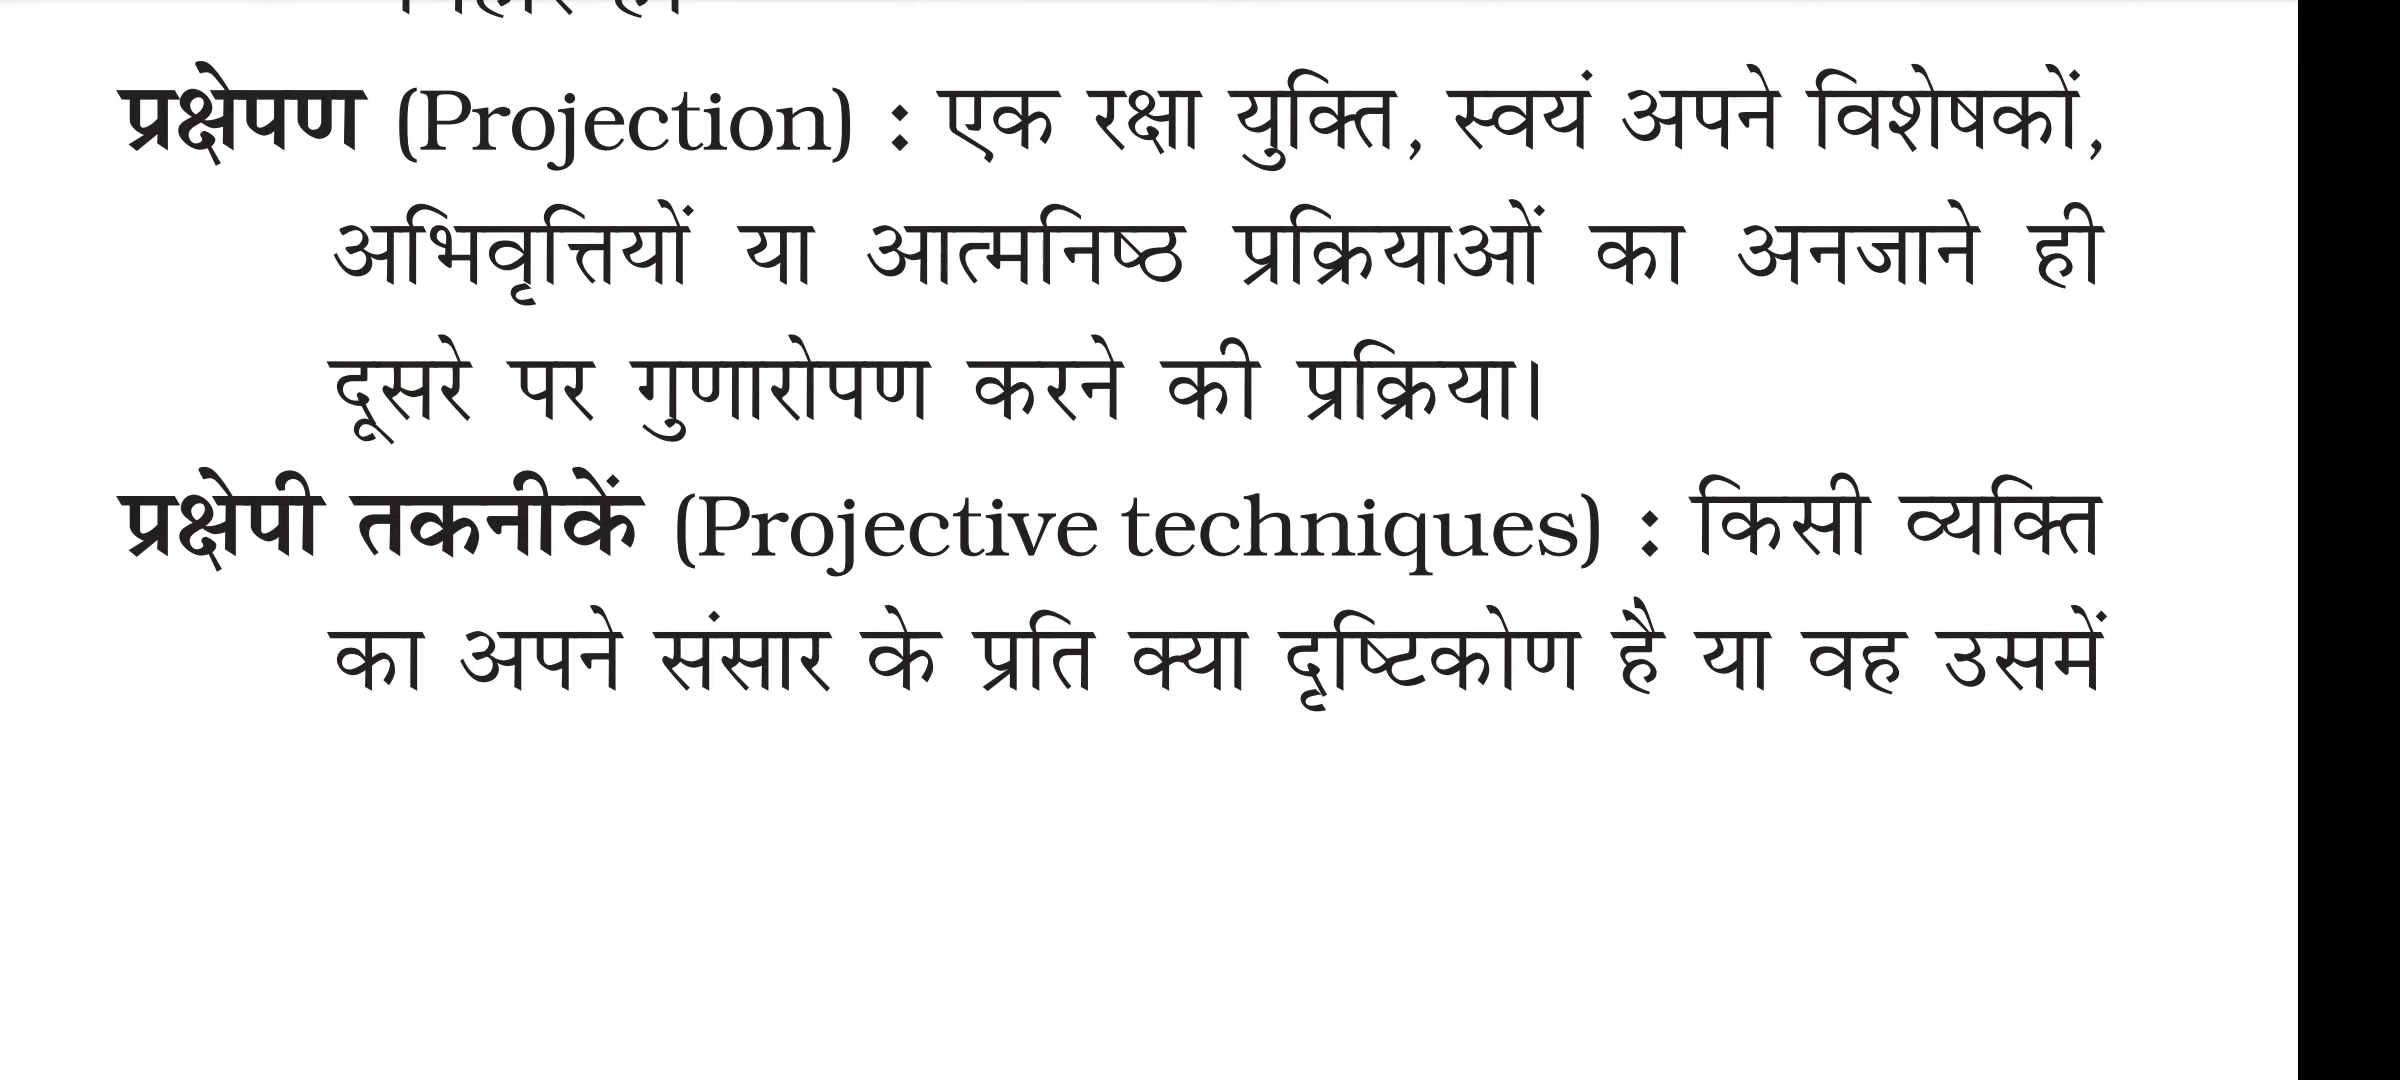 प्रक्षेपण (Projection) : एक रक्षा युक्ति, स्वयं अपने विशेषकों,
अभिवृत्तियों या आत्मनिष्ठ प्रक्रियाओं का अनजाने ही
दूसरे पर गुणारोपण करने की प्रक्रिया।
प्रक्षेपी तकनीकें (Projective techniques) : किसी व्यक्ति
का अपने संसार के प्रति क्या दृष्टिकोण है या वह उसमें